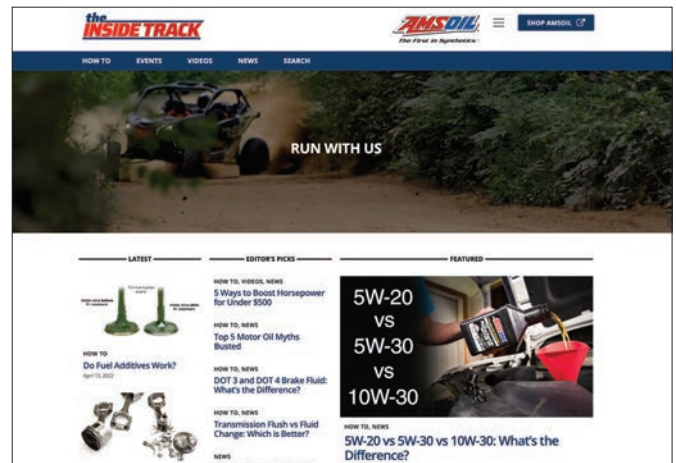 the
INSIDE TRACK
AMSOIL
The First in Synthetics
SHOP AMSOIL
HOW TO EVENTS VIDEOS NEWS SEARCH
RUN WITH US
LATEST
HOW TO
Do Fuel Additives Work?
April 13, 2022
EDITOR'S PICKS
HOW TO, VIDEOS, NEWS
5 Ways to Boost Horsepower
for Under $500
HOW TO, NEWS
Top 5 Motor Oil Myths
Busted
HOW TO, NEWS
DOT 3 and DOT 4 Brake Fluid:
What's the Difference?
HOW TO, NEWS
Transmission Flush vs Fluid
Change: Which is Better?
NEWS
FEATURED
5W-20
vs
5W-30
vs
10W-30
HOW TO, NEWS
5W-20 vs 5W-30 vs 10W-30: What's the
Difference?